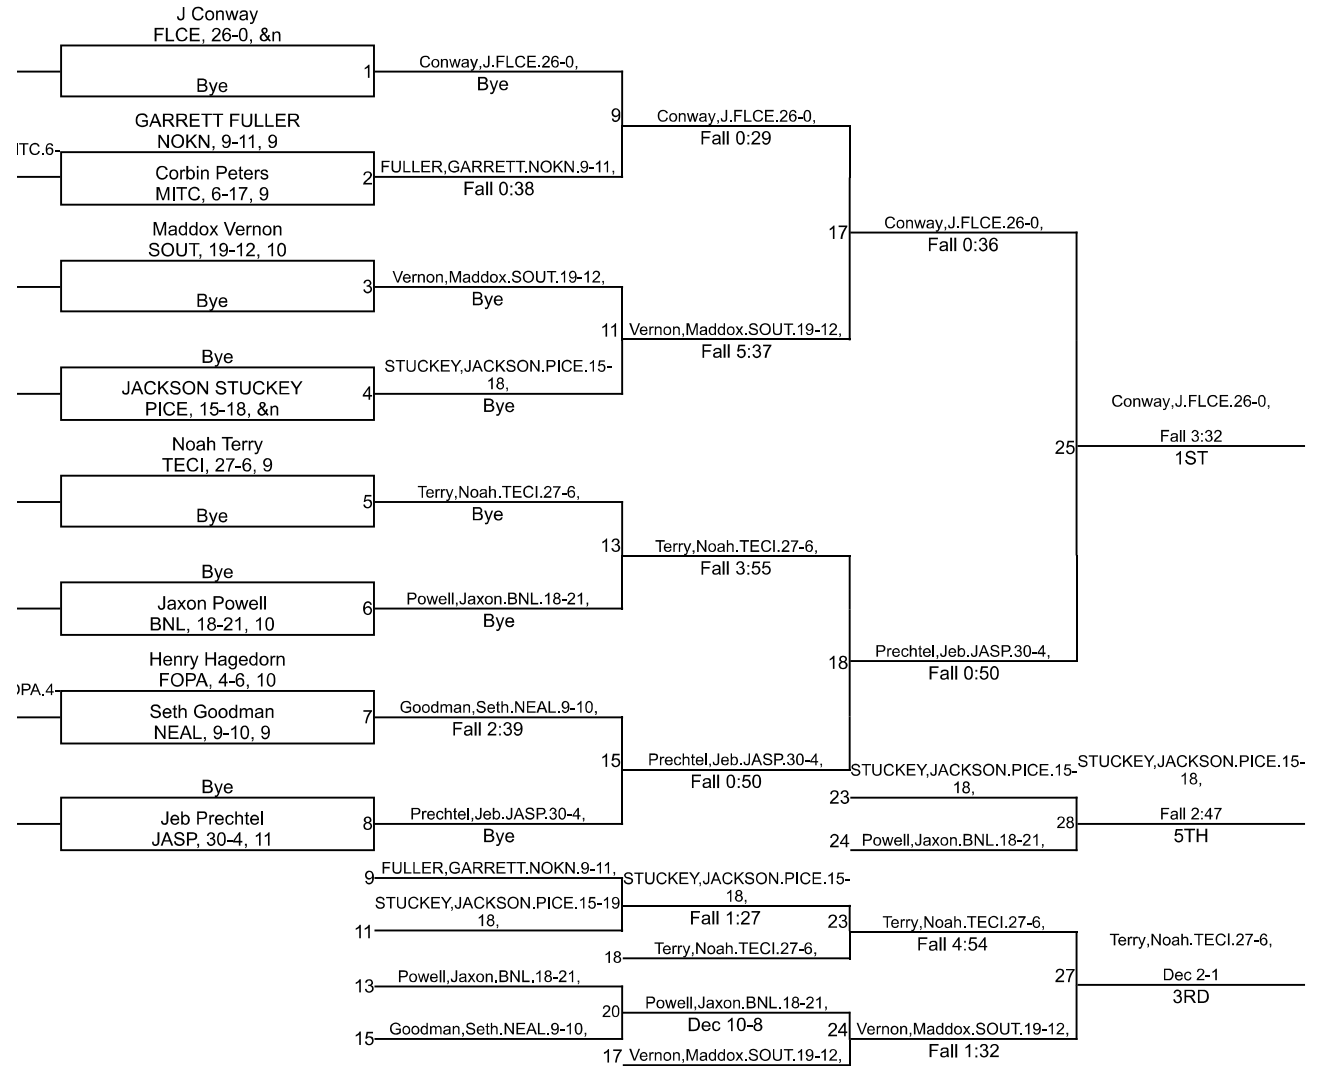 J Conway
FLCE, 26-0, &n
Bye
1
Conway,J.FLCE.26-0,
Bye
GARRETT FULLER
NOKN, 9-11, 9
ITC.6-
Corbin Peters
MITC, 6-17, 9
2
FULLER,GARRETT.NOKN.9-11,
Fall 0:38
9
Conway,J.FLCE.26-0,
Fall 0:29
Maddox Vernon
SOUT, 19-12, 10
Bye
3
Vernon,Maddox.SOUT.19-12,
Bye
Bye
JACKSON STUCKEY
PICE, 15-18, &n
4
STUCKEY,JACKSON.PICE.15-
18,
Bye
11
Vernon,Maddox.SOUT.19-12,
Fall 5:37
17
Conway,J.FLCE.26-0,
Fall 0:36
Noah Terry
TECI, 27-6, 9
Bye
5
Terry,Noah.TECI.27-6,
Bye
Bye
Jaxon Powell
BNL, 18-21, 10
6
Powell,Jaxon.BNL.18-21,
Bye
13
Terry,Noah.TECI.27-6,
Fall 3:55
Henry Hagedorn
FOPA, 4-6, 10
OPA.4-
Seth Goodman
NEAL, 9-10, 9
7
Goodman,Seth.NEAL.9-10,
Fall 2:39
Bye
Jeb Prechtel
JASP, 30-4, 11
8
Prechtel,Jeb.JASP.30-4,
Bye
15
Prechtel,Jeb.JASP.30-4,
Fall 0:50
18
Prechtel,Jeb.JASP.30-4,
Fall 0:50
25
Conway,J.FLCE.26-0,
Fall 3:32
1ST
STUCKEY,JACKSON.PICE.15-
18,
23
24
Powell,Jaxon.BNL.18-21,
28
STUCKEY,JACKSON.PICE.15-
18,
Fall 2:47
5TH
9
FULLER,GARRETT.NOKN.9-11,
STUCKEY,JACKSON.PICE.15-
18,
11
19
STUCKEY,JACKSON.PICE.15-
18,
Fall 1:27
18
Terry,Noah.TECI.27-6,
23
Terry,Noah.TECI.27-6,
Fall 4:54
13
Powell,Jaxon.BNL.18-21,
15
Goodman,Seth.NEAL.9-10,
20
Powell,Jaxon.BNL.18-21,
Dec 10-8
17
Vernon,Maddox.SOUT.19-12,
24
Vernon,Maddox.SOUT.19-12,
Fall 1:32
27
Terry,Noah.TECI.27-6,
Dec 2-1
3RD